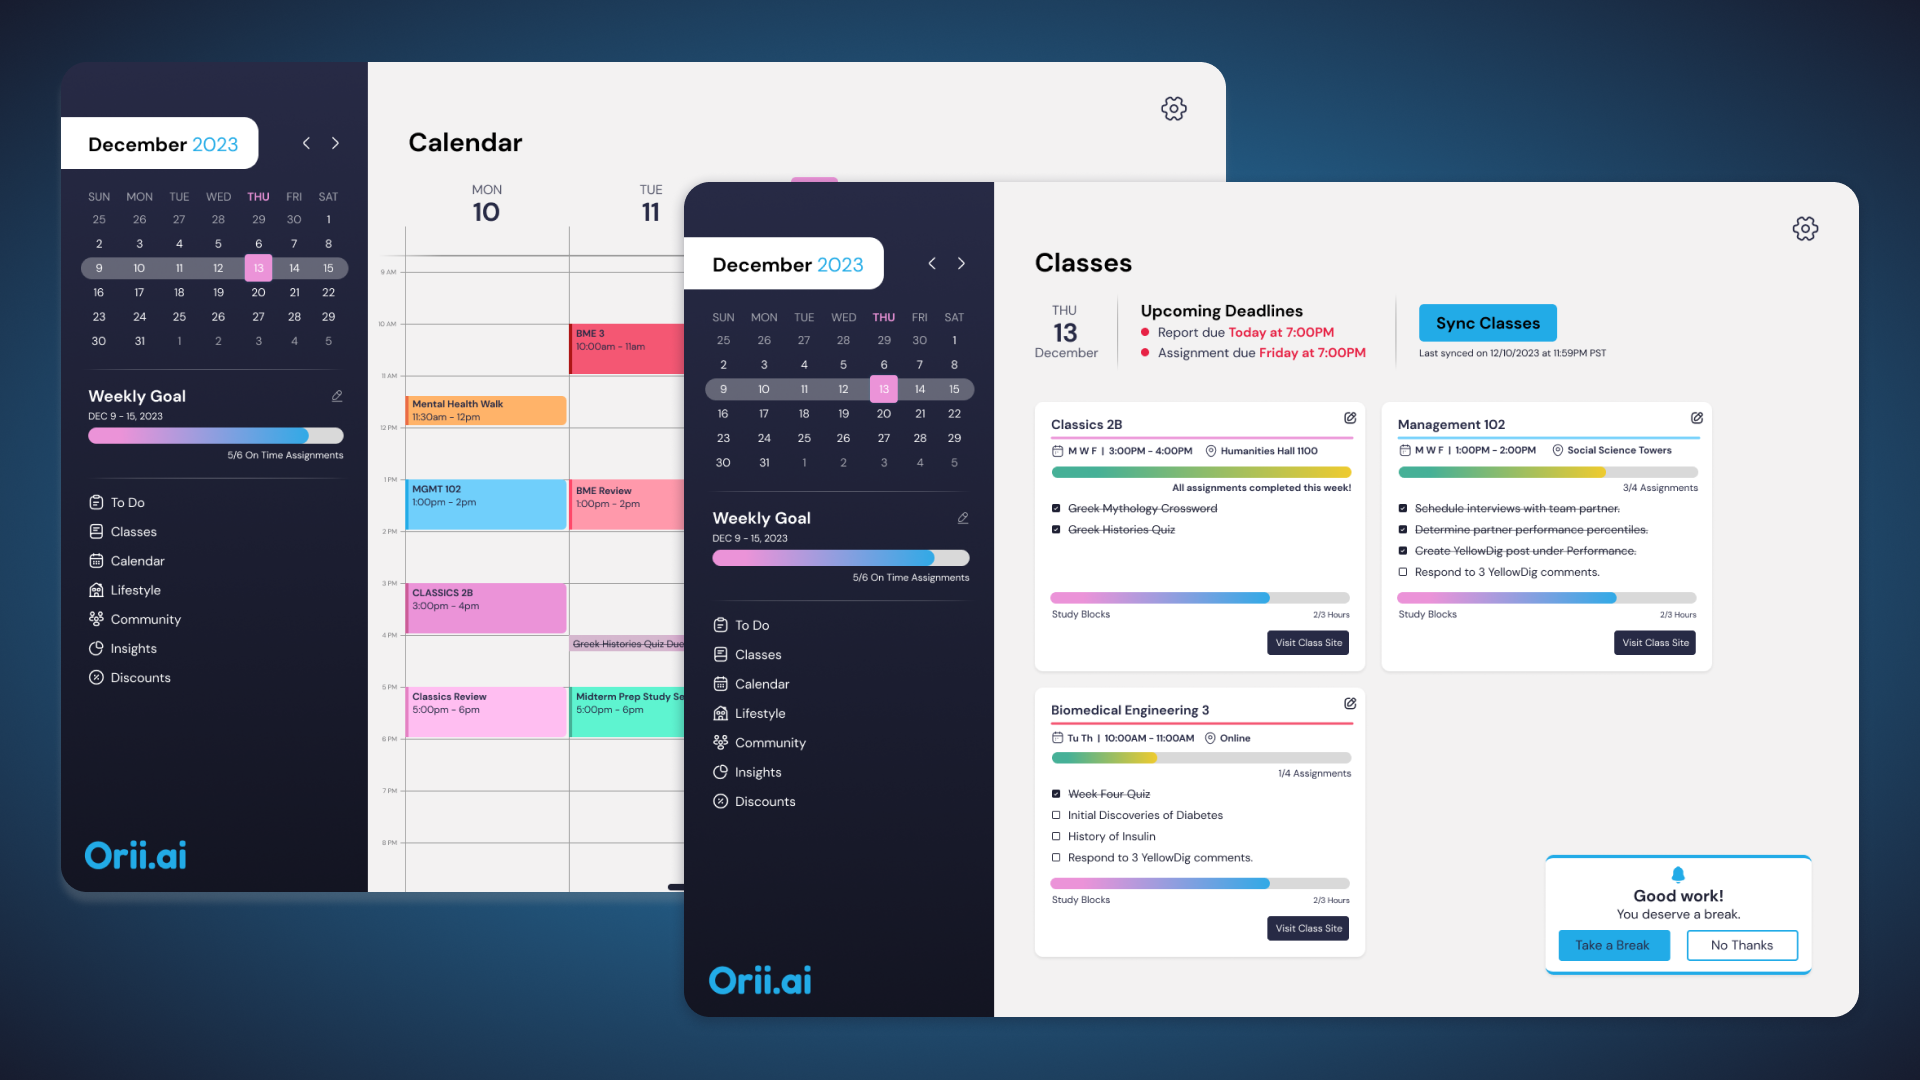 December 2023
SUN MON TUE WED THU FRI SAT
25 26 27 28 29 30 1
2 3 4 5 6 7 8
9 10 11 12 13 14 15
16 17 18 19 20 21 22
23 24 25 26 27 28 29
30 31 1 2 3 4 5
Weekly Goal
DEC 9 - 15, 2023
5/6 On Time Assignments
To Do
Classes
Calendar
Lifestyle
Community
Insights
Discounts
Orii.ai
Calendar
MON
10
TUE
11
9 AM
10 AM
11 AM
12 PM
1 PM
2 PM
3 PM
4 PM
5 PM
6 PM
7 PM
8 PM
Mental Health Walk
11:30am - 12pm
MGMT 102
1:00pm - 2pm
CLASSICS 2B
3:00pm - 4pm
Classics Review
5:00pm - 6pm
BME 3
10:00am - 11am
BME Review
1:00pm - 2pm
Greek Histories Quiz Due
Midterm Prep Study Se
5:00pm - 6pm
December 2023
SUN MON TUE WED THU FRI SAT
25 26 27 28 29 30 1
2 3 4 5 6 7 8
9 10 11 12 13 14 15
16 17 18 19 20 21 22
23 24 25 26 27 28 29
30 31 1 2 3 4 5
Weekly Goal
DEC 9 - 15, 2023
5/6 On Time Assignments
To Do
Classes
Calendar
Lifestyle
Community
Insights
Discounts
Orii.ai
Classes
THU
13
December
Upcoming Deadlines
Report due Today at 7:00PM
Assignment due Friday at 7:00PM
Sync Classes
Last synced on 12/10/2023 at 11:59PM PST
Classics 2B
M W F | 3:00PM - 4:00PM Humanities Hall 1100
All assignments completed this week!
Greek Mythology Crossword
Greek Histories Quiz
Study Blocks 2/3 Hours
Visit Class Site
Management 102
M W F | 1:00PM - 2:00PM Social Science Towers
3/4 Assignments
Schedule interviews with team partner.
Determine partner performance percentiles.
Create YellowDig post under Performance.
Respond to 3 YellowDig comments.
Study Blocks 2/3 Hours
Visit Class Site
Biomedical Engineering 3
Tu Th | 10:00AM - 11:00AM Online
1/4 Assignments
Week Four Quiz
Initial Discoveries of Diabetes
History of Insulin
Respond to 3 YellowDig comments.
Study Blocks 2/3 Hours
Visit Class Site
Good work!
You deserve a break.
Take a Break
No Thanks